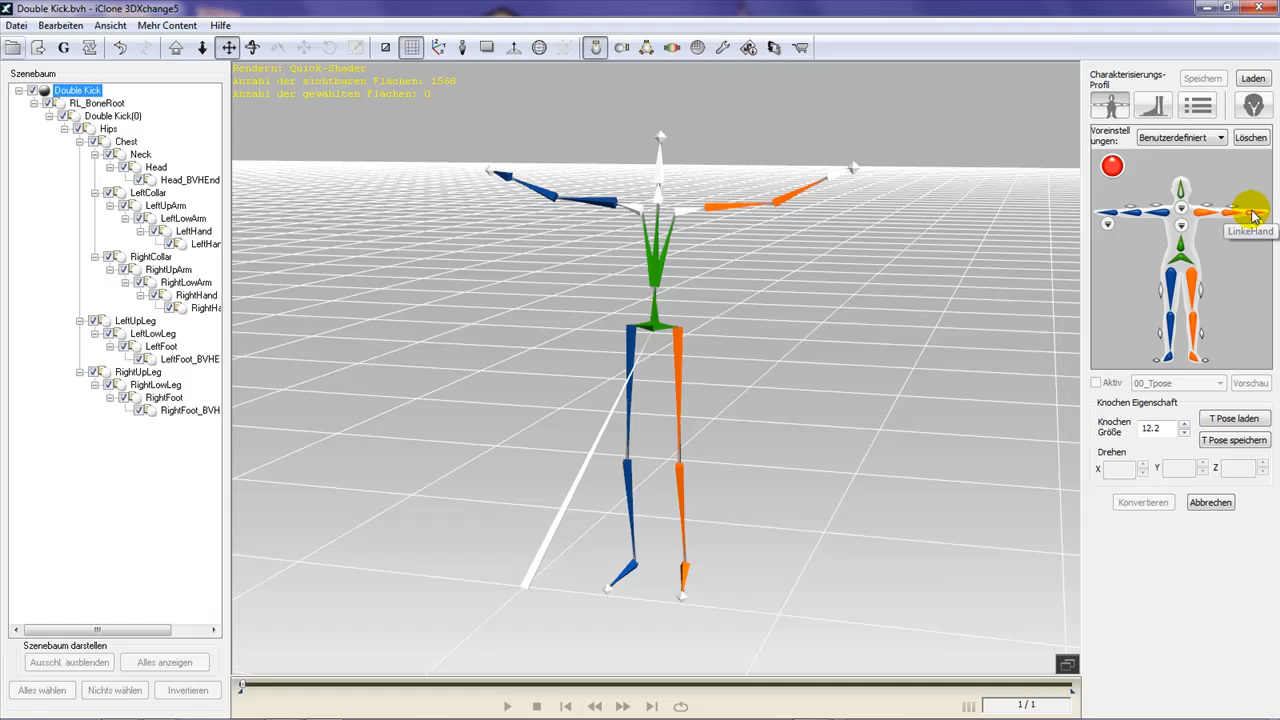 Double Kick.bvh - iClone 3DXchange5
Datei Bearbeiten Ansicht Mehr Content Hilfe
Szenebaum
Double Kick
RL_BoneRoot
Double Kick(0)
Hips
Chest
Neck
Head
Head_BVHEnd
LeftCollar
LeftUpArm
LeftLowArm
LeftHand
LeftHan
RightCollar
RightUpArm
RightLowArm
RightHand
RightHa
LeftUpLeg
LeftLowLeg
LeftFoot
LeftFoot_BVHE
RightUpLeg
RightLowLeg
RightFoot
RightFoot_BVH
Szenebaum darstellen
Ausschl. ausblenden Alles anzeigen
Alles wählen Nichts wählen Invertieren
Rendern: Quick-Shader
Anzahl der sichtbaren Flächen: 1568
Anzahl der gewählten Flächen: 0
1 / 1
Charakterisierungs-
Profil
Speichern Laden
Voreinstell
ungen:
Benutzerdefiniert Löschen
LinkeHand
Aktiv 00_Tpose Vorschau
Knochen Eigenschaft
Knochen
Größe
12.2
T Pose laden
T Pose speichern
Drehen
X Y Z
Konvertieren Abbrechen